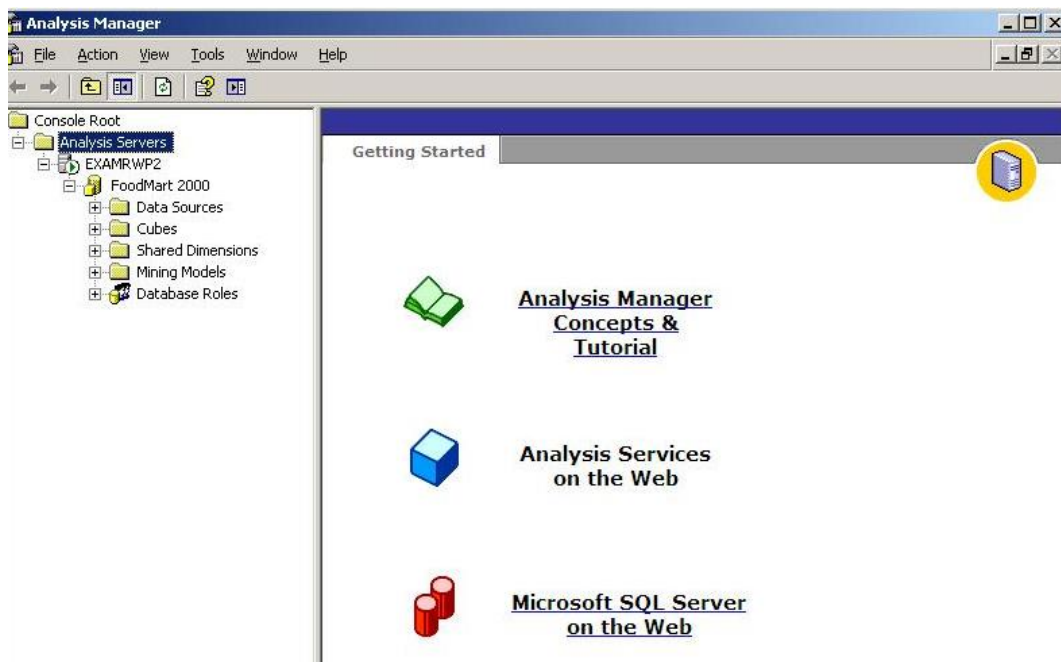 Analysis Manager
File Action View Tools Window Help
Console Root
Analysis Servers
EXAMRWP2
FoodMart 2000
Data Sources
Cubes
Shared Dimensions
Mining Models
Database Roles
Getting Started
Analysis Manager
Concepts &
Tutorial
Analysis Services
on the Web
Microsoft SQL Server
on the Web